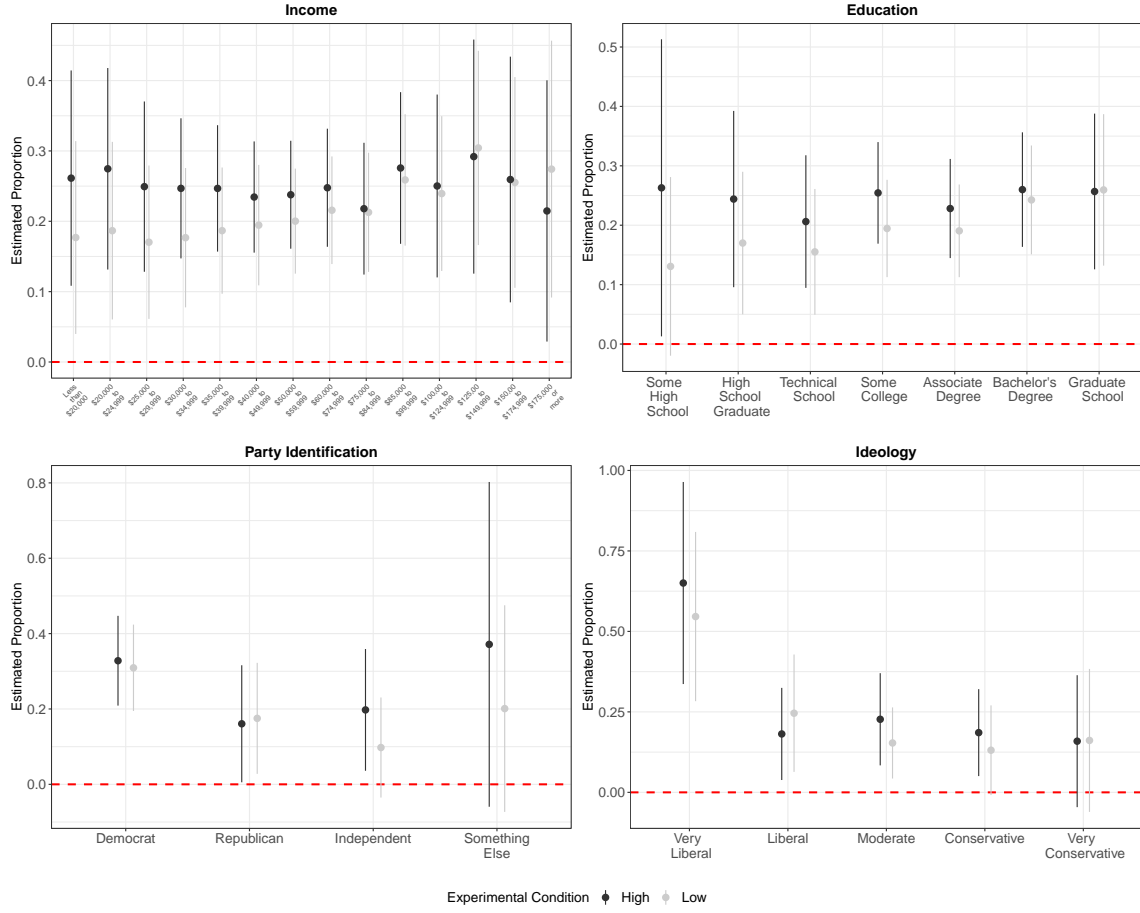 Income
Estimated Proportion
0.4
0.3
0.2
0.1
0.0
Less
than
$20,000
$20,000
to
$24,999
$25,000
to
$29,999
$30,000
to
$34,999
$35,000
to
$39,999
$40,000
to
$49,999
$50,000
to
$59,999
$60,000
to
$74,999
$75,000
to
$84,999
$85,000
to
$99,999
$100,00
to
$124,999
$125,00
to
$149,999
$150,00
to
$174,999
$175,000
or
more
Education
Estimated Proportion
0.5
0.4
0.3
0.2
0.1
0.0
Some
High
School
High
School
Graduate
Technical
School
Some
College
Associate
Degree
Bachelor's
Degree
Graduate
School
Party Identification
Estimated Proportion
0.8
0.6
0.4
0.2
0.0
Democrat
Republican
Independent
Something
Else
Ideology
Estimated Proportion
1.00
0.75
0.50
0.25
0.00
Very
Liberal
Liberal
Moderate
Conservative
Very
Conservative
Experimental Condition High Low